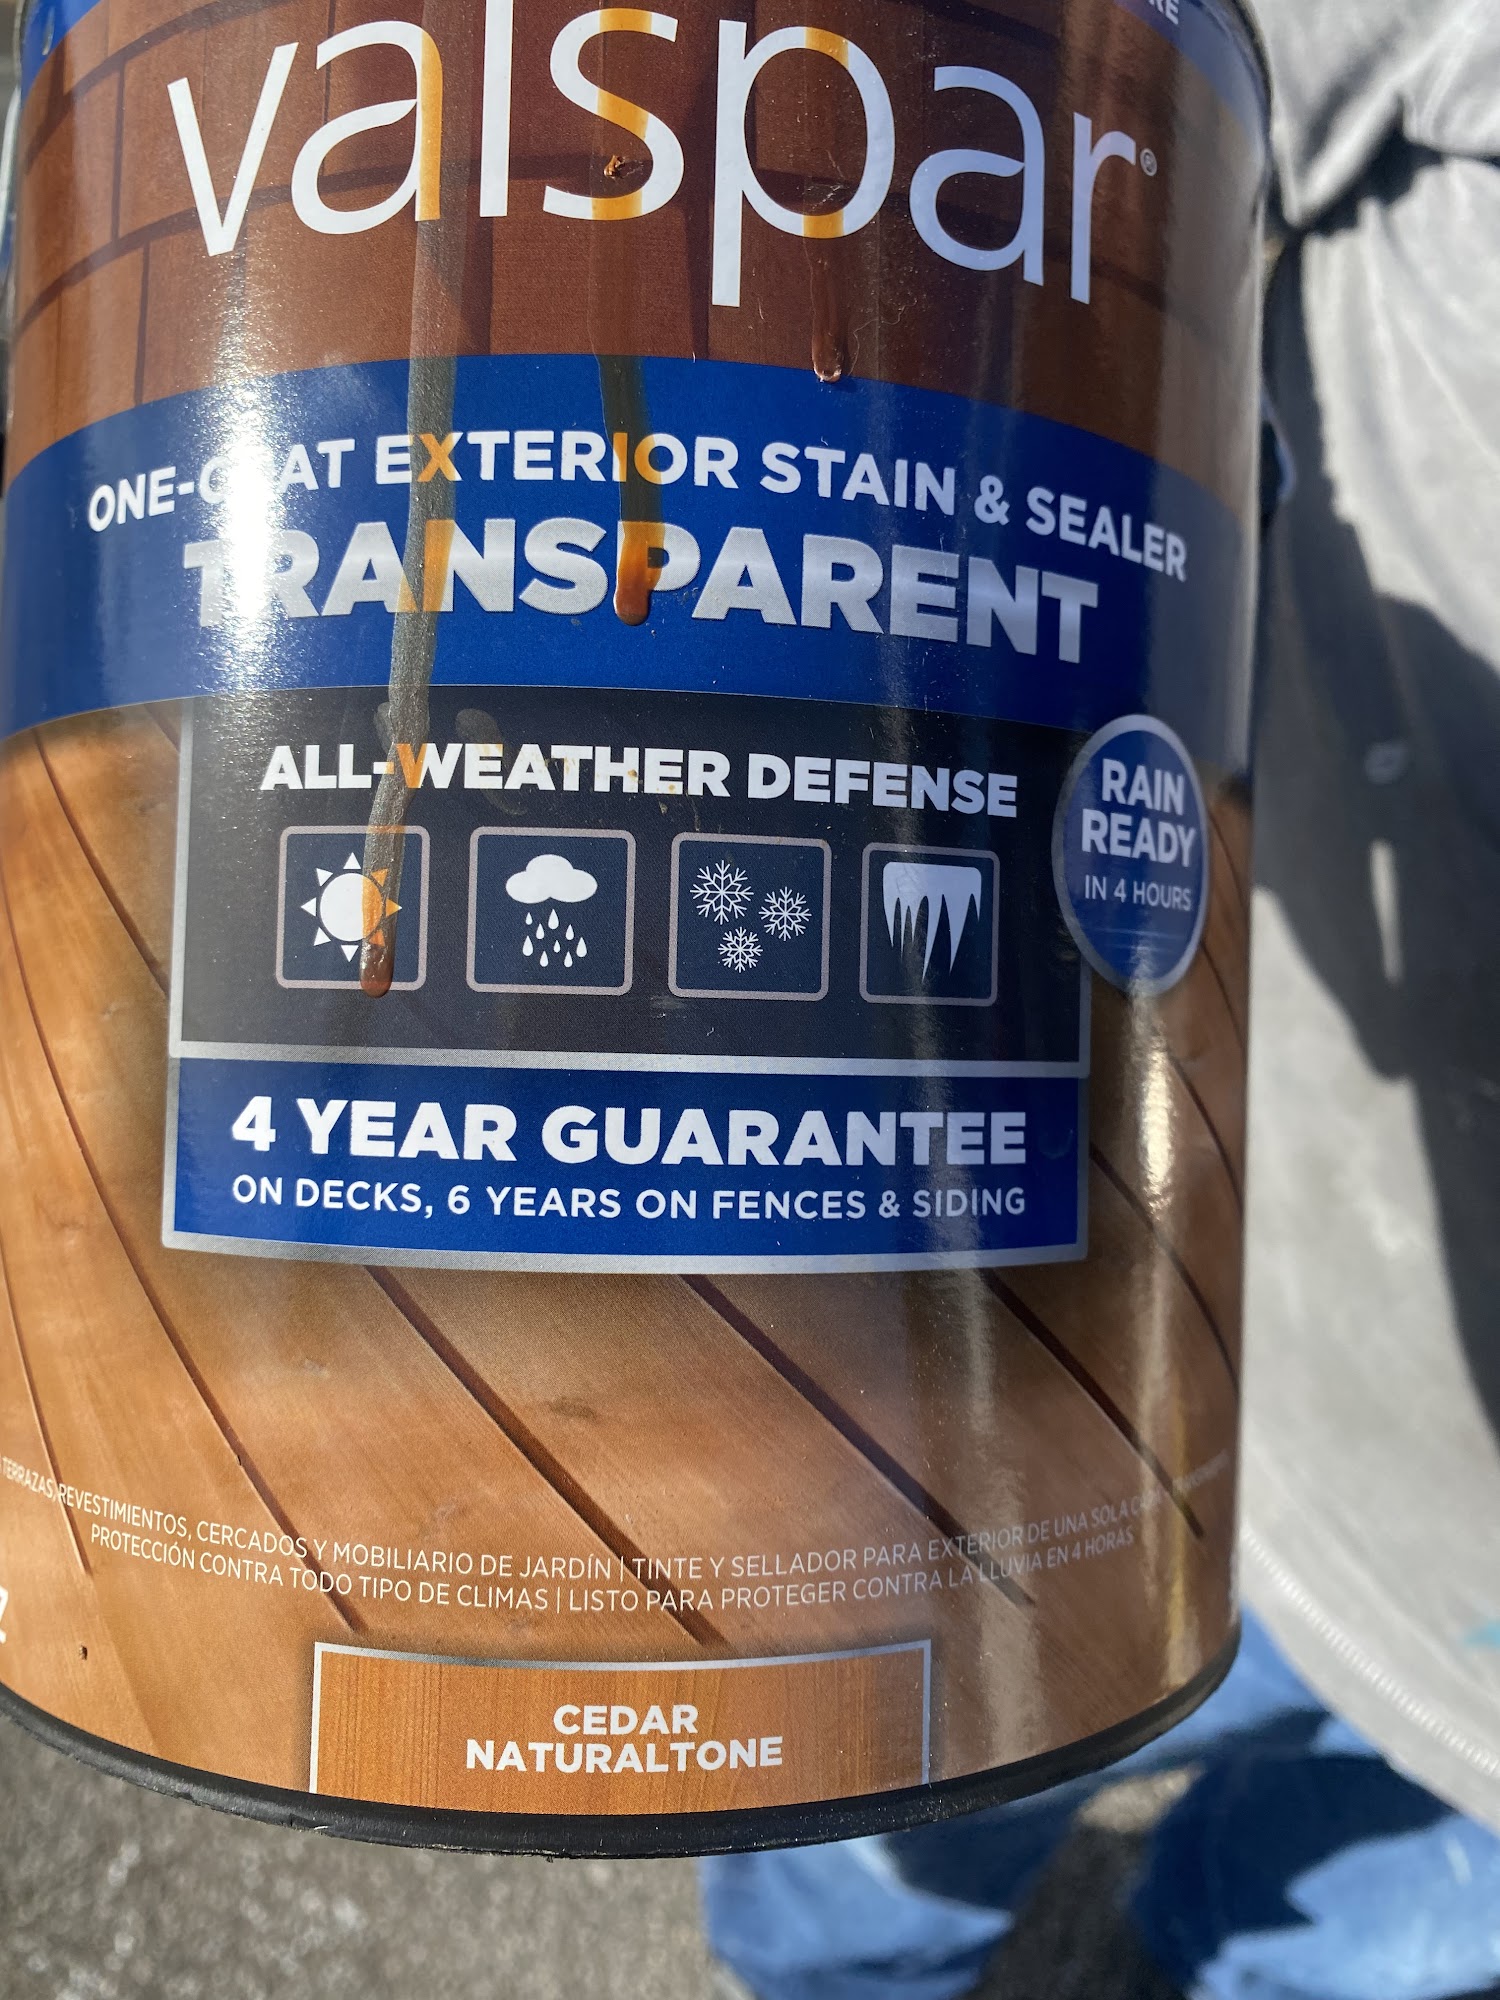 valspar®
ONE-COAT EXTERIOR STAIN & SEALER
TRANSPARENT
ALL-WEATHER DEFENSE
RAIN
READY
IN 4 HOURS
4 YEAR GUARANTEE
ON DECKS, 6 YEARS ON FENCES & SIDING
TERRAZAS, REVESTIMIENTOS, CERCADOS Y MOBILIARIO DE JARDÍN | TINTE Y SELLADOR PARA EXTERIOR DE UNA SOLA
PROTECCIÓN CONTRA TODO TIPO DE CLIMAS | LISTO PARA PROTEGER CONTRA LA LLUVIA EN 4 HORAS
CEDAR
NATURALTONE